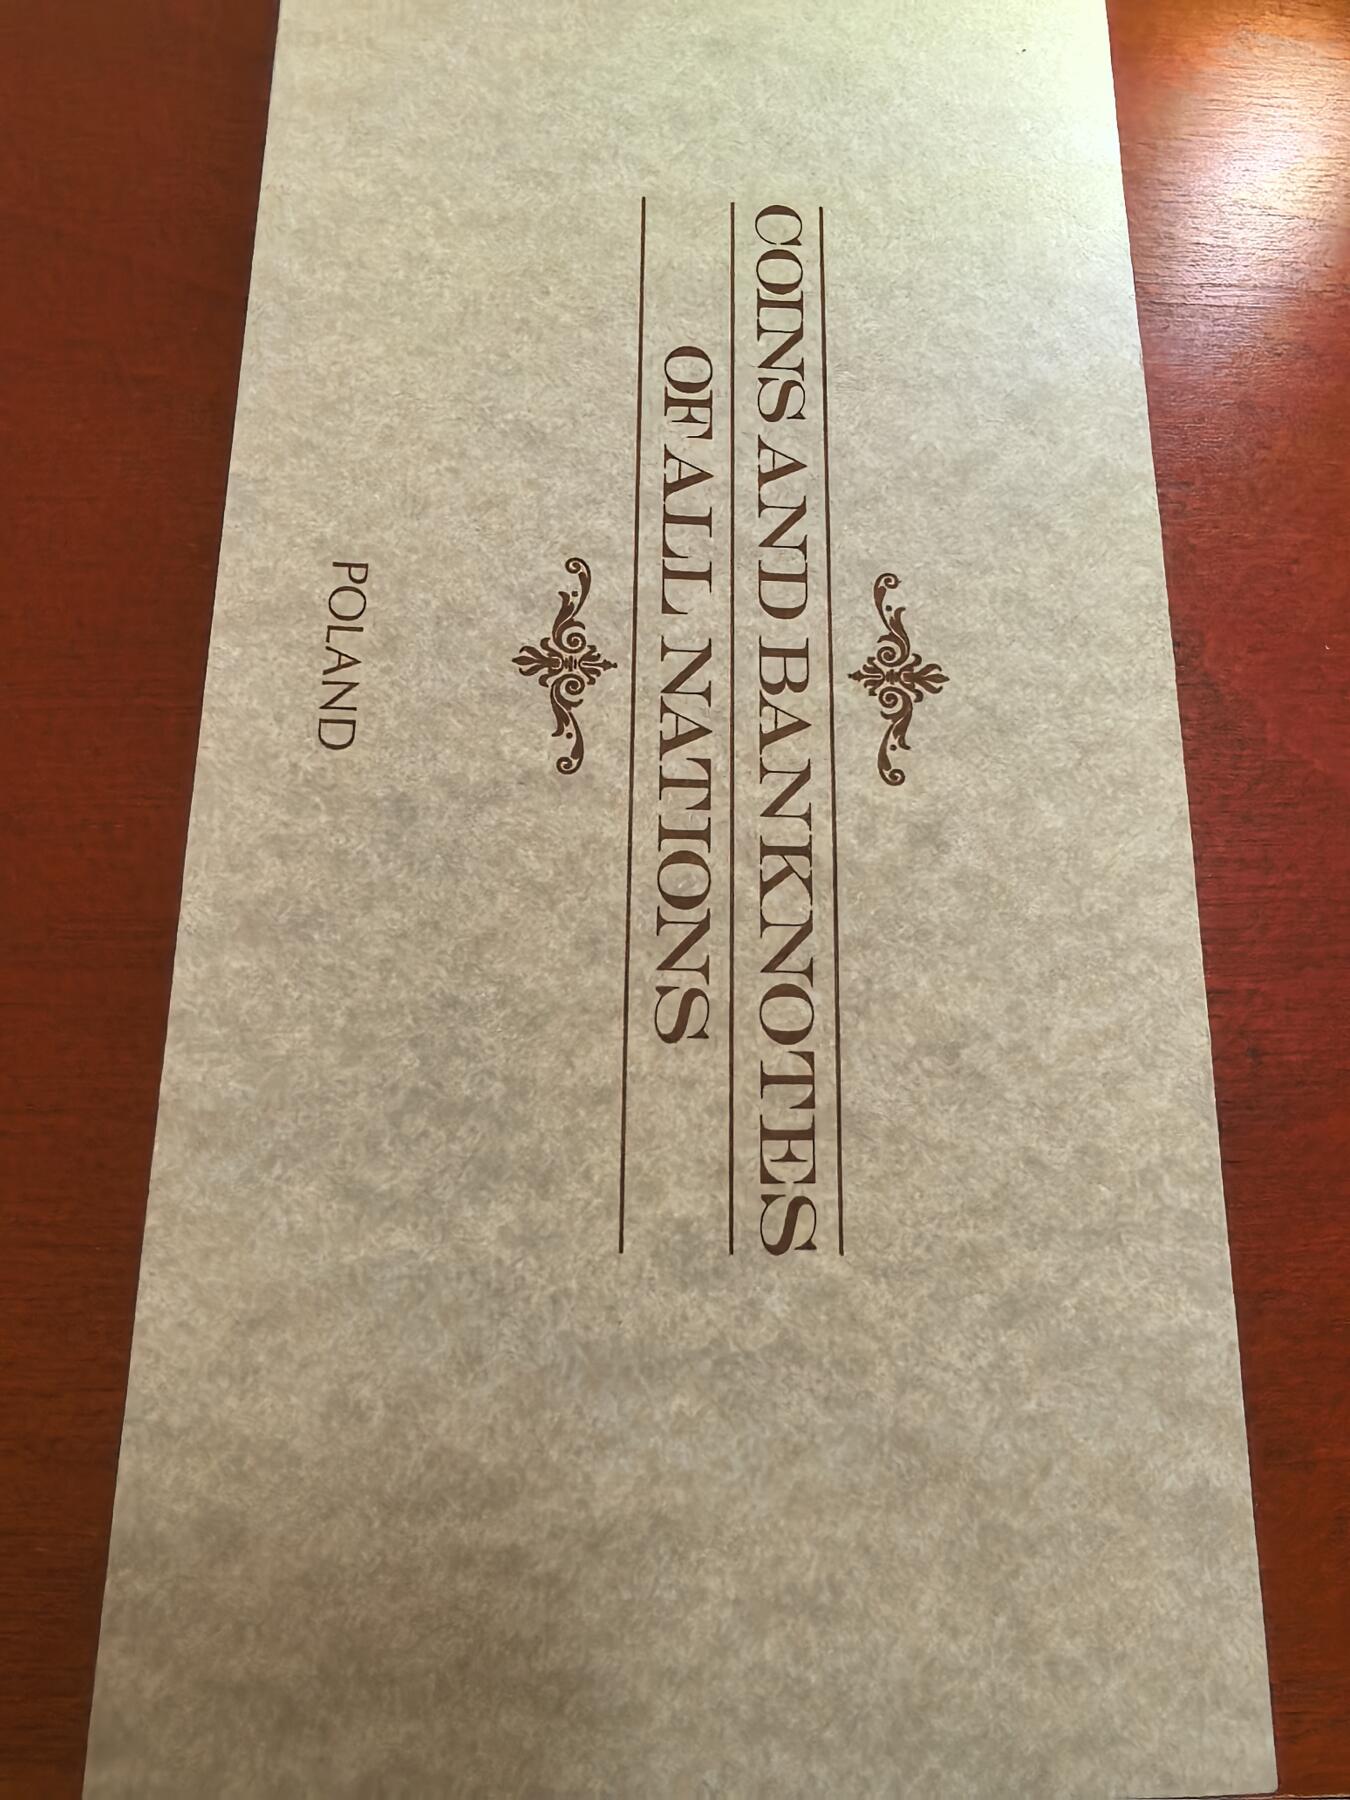 COINS AND BANKNOTES
OF ALL NATIONS
POLAND